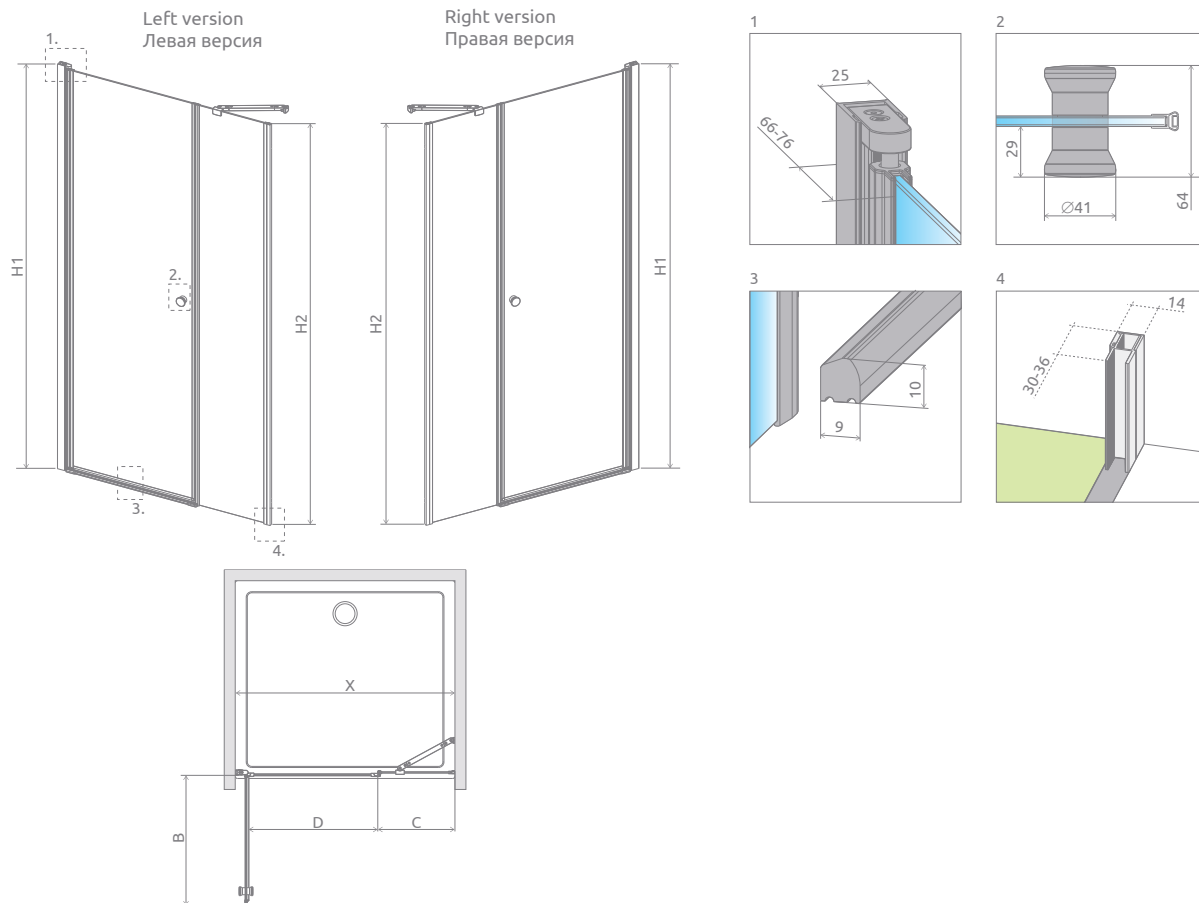 Left version
Левая версия
Right version
Правая версия
1.
H1
2.
H2
3.
4.
H2
H1
1
25
66-76
2
29
Ø41
64
3
10
9
4
14
30-36
X
B
D
C